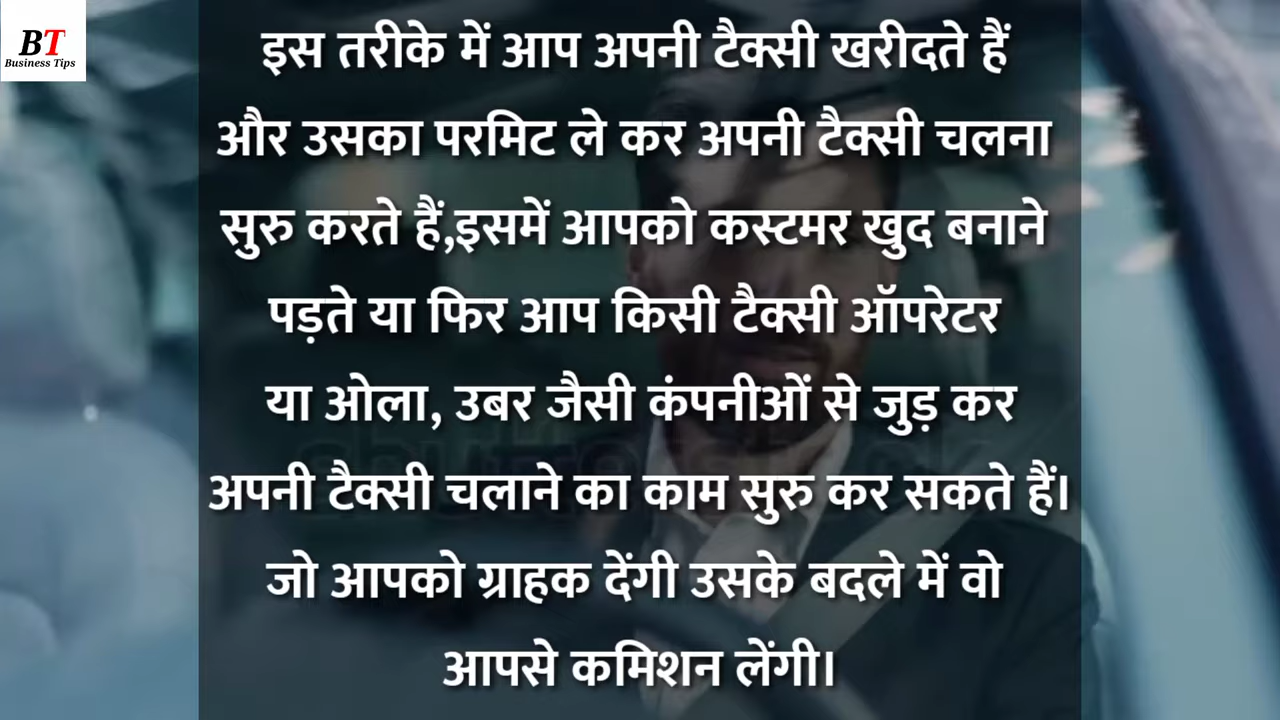 BT
Business Tips
इस तरीके में आप अपनी टैक्सी खरीदते हैं
और उसका परमिट ले कर अपनी टैक्सी चलना
सुरु करते हैं,इसमें आपको कस्टमर खुद बनाने
पड़ते या फिर आप किसी टैक्सी ऑपरेटर
या ओला, उबर जैसी कंपनीओं से जुड़ कर
अपनी टैक्सी चलाने का काम सुरु कर सकते हैं।
जो आपको ग्राहक देंगी उसके बदले में वो
आपसे कमिशन लेंगी।